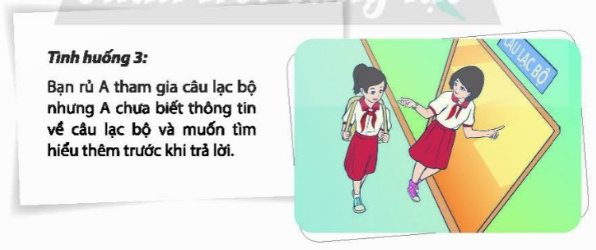 Tình huống 3:
Bạn rủ A tham gia câu lạc bộ
nhưng A chưa biết thông tin
về câu lạc bộ và muốn tìm
hiểu thêm trước khi trả lời.
CÂU LẠC BỘ